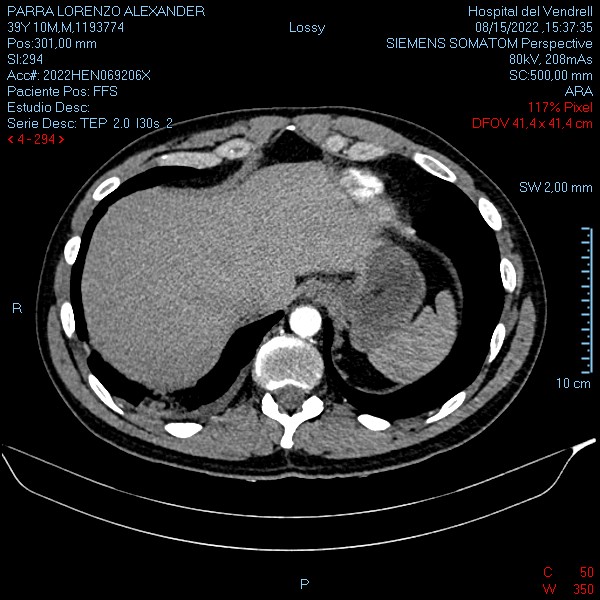 PARRA LORENZO ALEXANDER
39Y 10M,M,1193774
Pos:301,00 mm
SI:294
Acc#: 2022HEN069206X
Paciente Pos: FFS
Estudio Desc:
Serie Desc: TEP 2.0 I30s 2
< 4 - 294 >
Lossy
Hospital del Vendrell
08/15/2022 ,15:37:35
SIEMENS SOMATOM Perspective
80kV, 208mAs
SC:500,00 mm
ARA
117% Pixel
DFOV 41,4 x 41,4 cm
SW 2,00 mm
R
10 cm
P
C 50
W 350